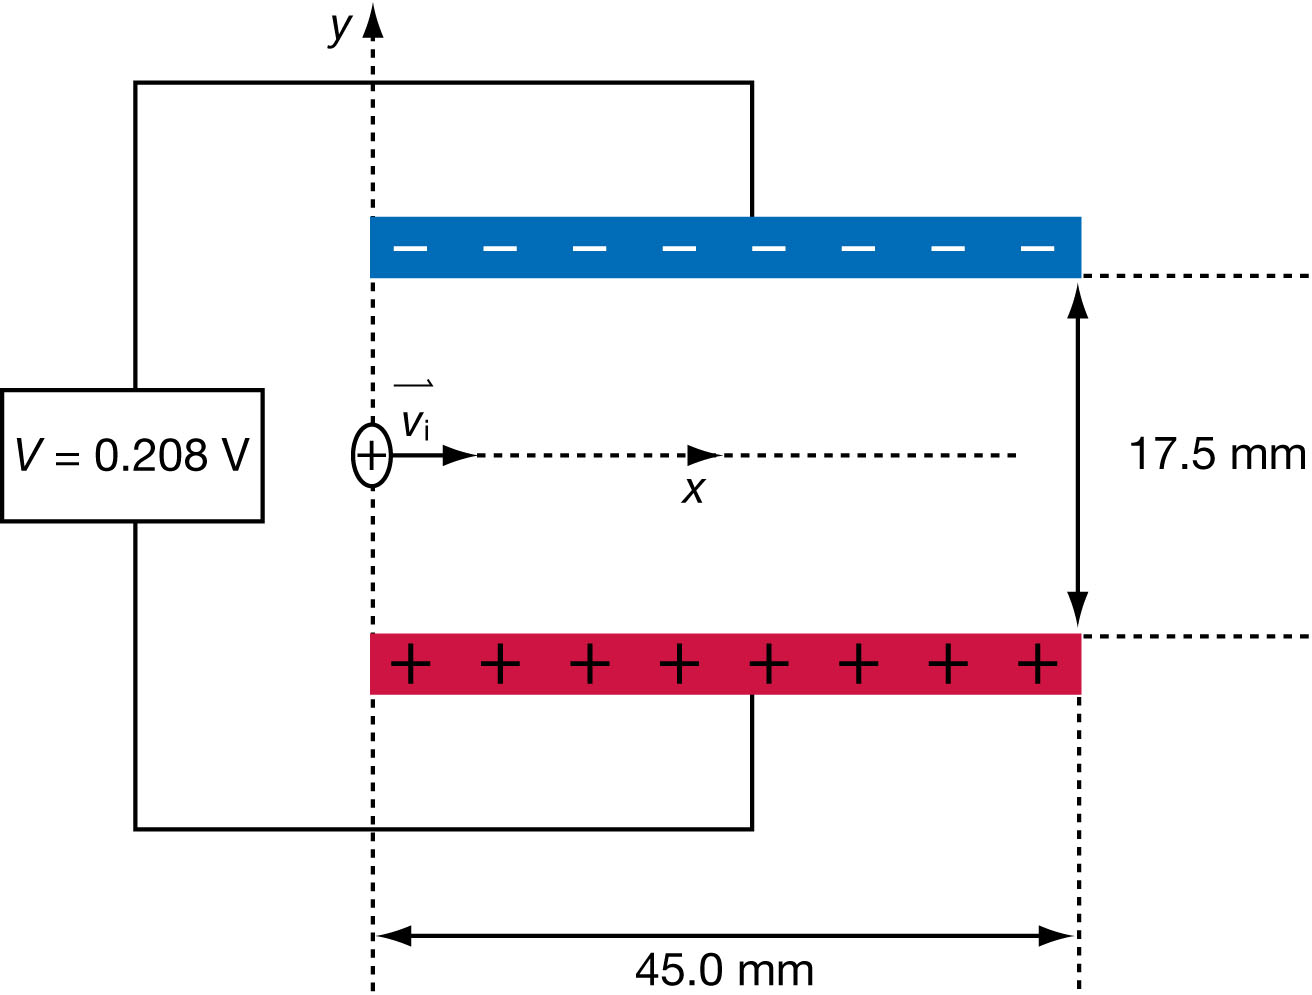 y
− − − − − − − −
v⃗i
+
V = 0.208 V
x
17.5 mm
+ + + + + + + +
45.0 mm